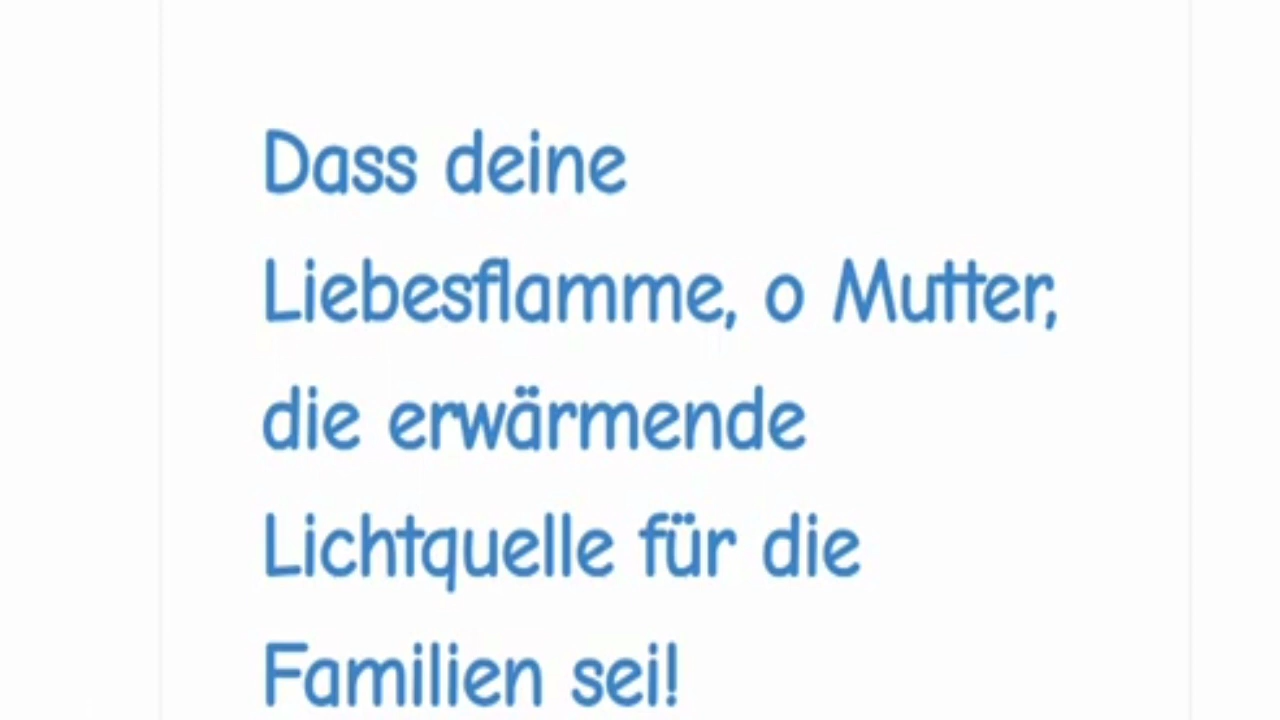 Dass deine
Liebesflamme, o Mutter,
die erwärmende
Lichtquelle für die
Familien sei!